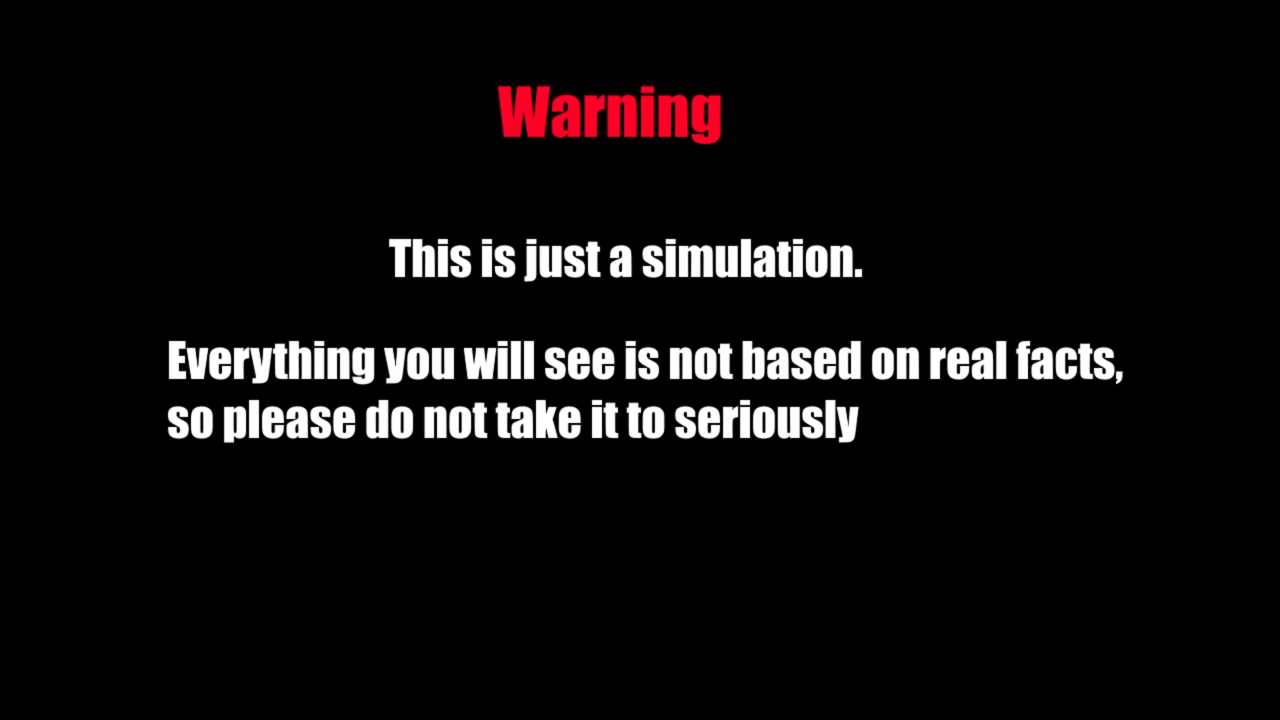 Warning
This is just a simulation.
Everything you will see is not based on real facts,
so please do not take it to seriously